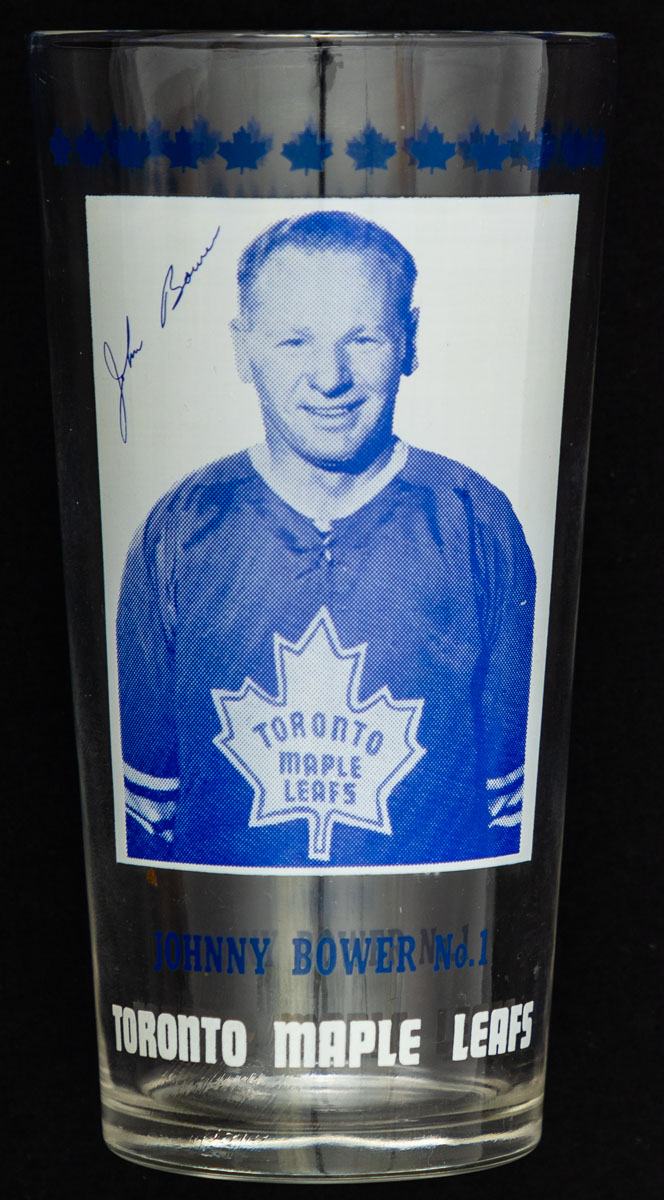 John Bower
TORONTO
MAPLE
LEAFS
JOHNNY BOWER No.1
TORONTO MAPLE LEAFS